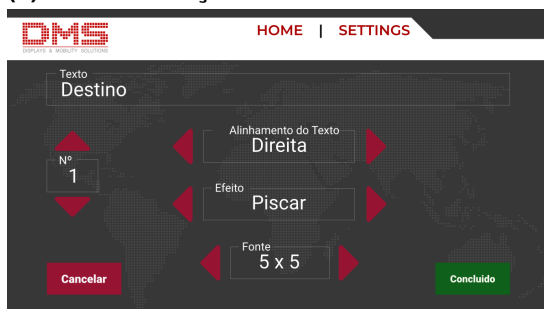 DMS
DISPLAYS & MOBILITY SOLUTIONS
HOME | SETTINGS
Texto
Destino
Alinhamento do Texto
Direita
Nº
1
Efeito
Piscar
Fonte
5 x 5
Cancelar
Concluido